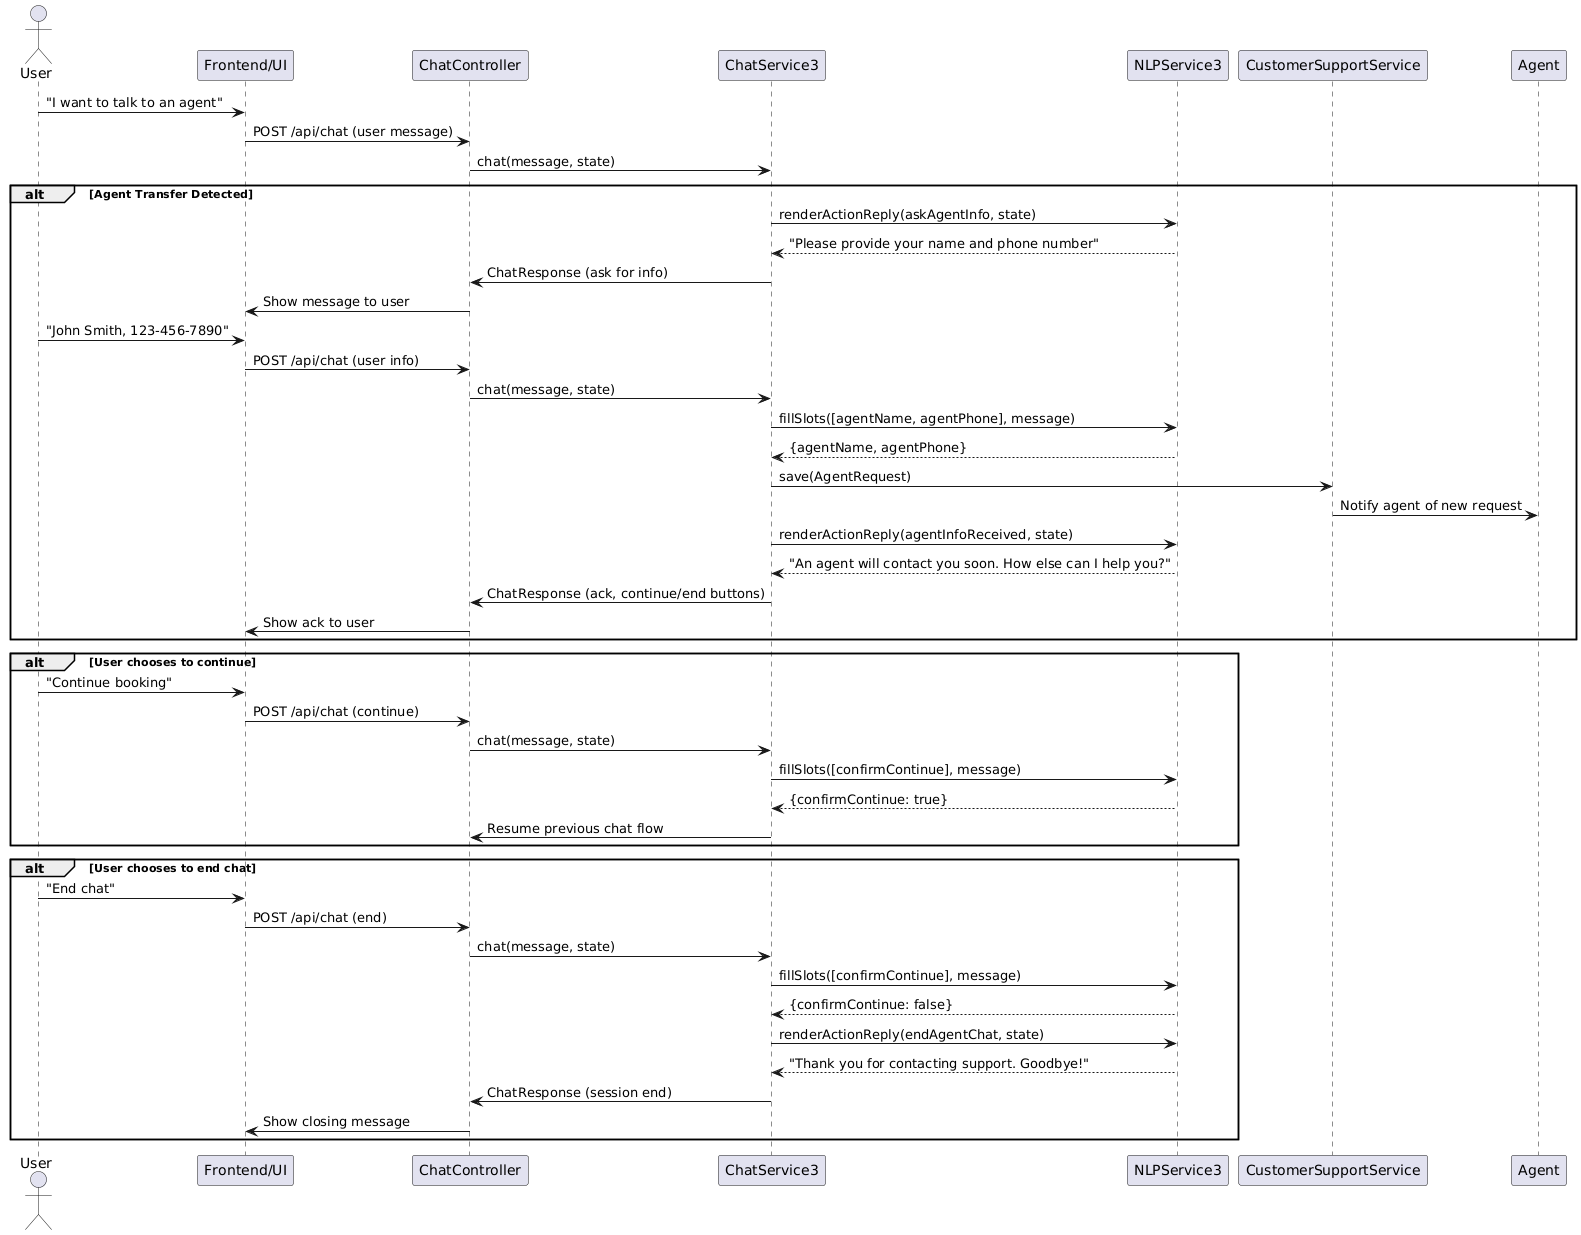 User
Frontend/UI
ChatController
ChatService3
NLPService3
CustomerSupportService
Agent
"I want to talk to an agent"
POST /api/chat (user message)
chat(message, state)
alt
[Agent Transfer Detected]
renderActionReply(askAgentInfo, state)
"Please provide your name and phone number"
ChatResponse (ask for info)
Show message to user
"John Smith, 123-456-7890"
POST /api/chat (user info)
chat(message, state)
fillSlots([agentName, agentPhone], message)
{agentName, agentPhone}
save(AgentRequest)
Notify agent of new request
renderActionReply(agentInfoReceived, state)
"An agent will contact you soon. How else can I help you?"
ChatResponse (ack, continue/end buttons)
Show ack to user
alt
[User chooses to continue]
"Continue booking"
POST /api/chat (continue)
chat(message, state)
fillSlots([confirmContinue], message)
{confirmContinue: true}
Resume previous chat flow
alt
[User chooses to end chat]
"End chat"
POST /api/chat (end)
chat(message, state)
fillSlots([confirmContinue], message)
{confirmContinue: false}
renderActionReply(endAgentChat, state)
"Thank you for contacting support. Goodbye!"
ChatResponse (session end)
Show closing message
User
Frontend/UI
ChatController
ChatService3
NLPService3
CustomerSupportService
Agent